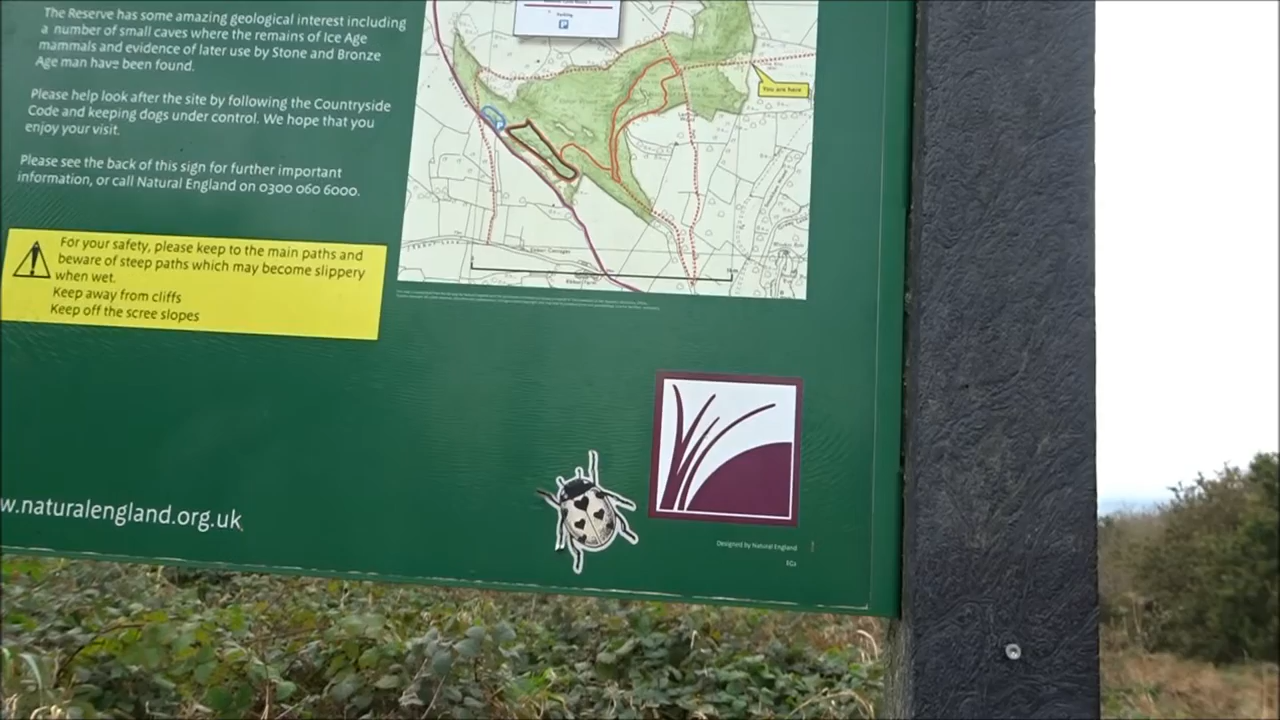 The Reserve has some amazing geological interest including
a number of small caves where the remains of Ice Age
mammals and evidence of later use by Stone and Bronze
Age man have been found.
Please help look after the site by following the Countryside
Code and keeping dogs under control. We hope that you
enjoy your visit.
Please see the back of this sign for further important
information, or call Natural England on 0300 060 6000.
For your safety, please keep to the main paths and
beware of steep paths which may become slippery
when wet.
Keep away from cliffs
Keep off the scree slopes
w.naturalengland.org.uk
Parking
P
You are here
P
Designed by Natural England